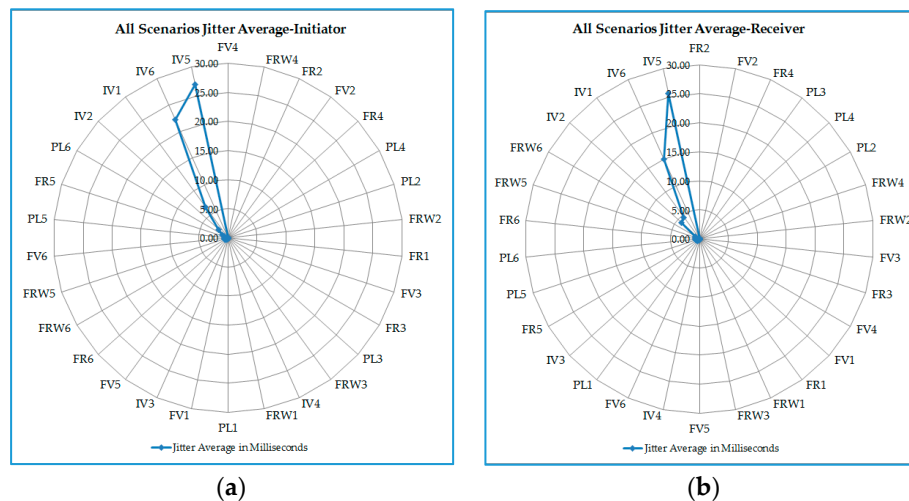 All Scenarios Jitter Average-Initiator
FV4
FRW4
FR2
FV2
FR4
PL4
PL2
FRW2
FR1
FV3
FR3
PL3
FRW3
IV4
FRW1
PL1
FV1
IV3
FV5
FR6
FRW6
FRW5
FV6
PL5
FR5
PL6
IV2
IV1
IV6
IV5
30.00
25.00
20.00
15.00
10.00
5.00
0.00
Jitter Average in Milliseconds
(a)
All Scenarios Jitter Average-Receiver
FR2
FV2
FR4
PL3
PL4
PL2
FRW4
FRW2
FV3
FR3
FV4
FV1
FR1
FRW1
FRW3
FV5
IV4
FV6
PL1
IV3
FR5
PL5
PL6
FR6
FRW5
FRW6
IV2
IV1
IV6
IV5
30.00
25.00
20.00
15.00
10.00
5.00
0.00
Jitter Average in Milliseconds
(b)